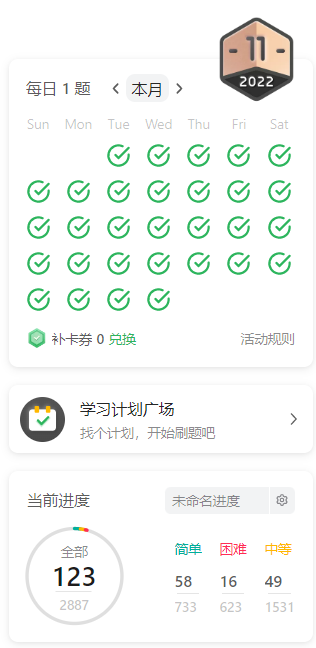 11
2022
每日 1 题
本月
Sun Mon Tue Wed Thu Fri Sat
补卡券 0 兑换 活动规则
学习计划广场
找个计划，开始刷题吧
当前进度 未命名进度
全部
123
2887
简单 困难 中等
58 16 49
733 623 1531